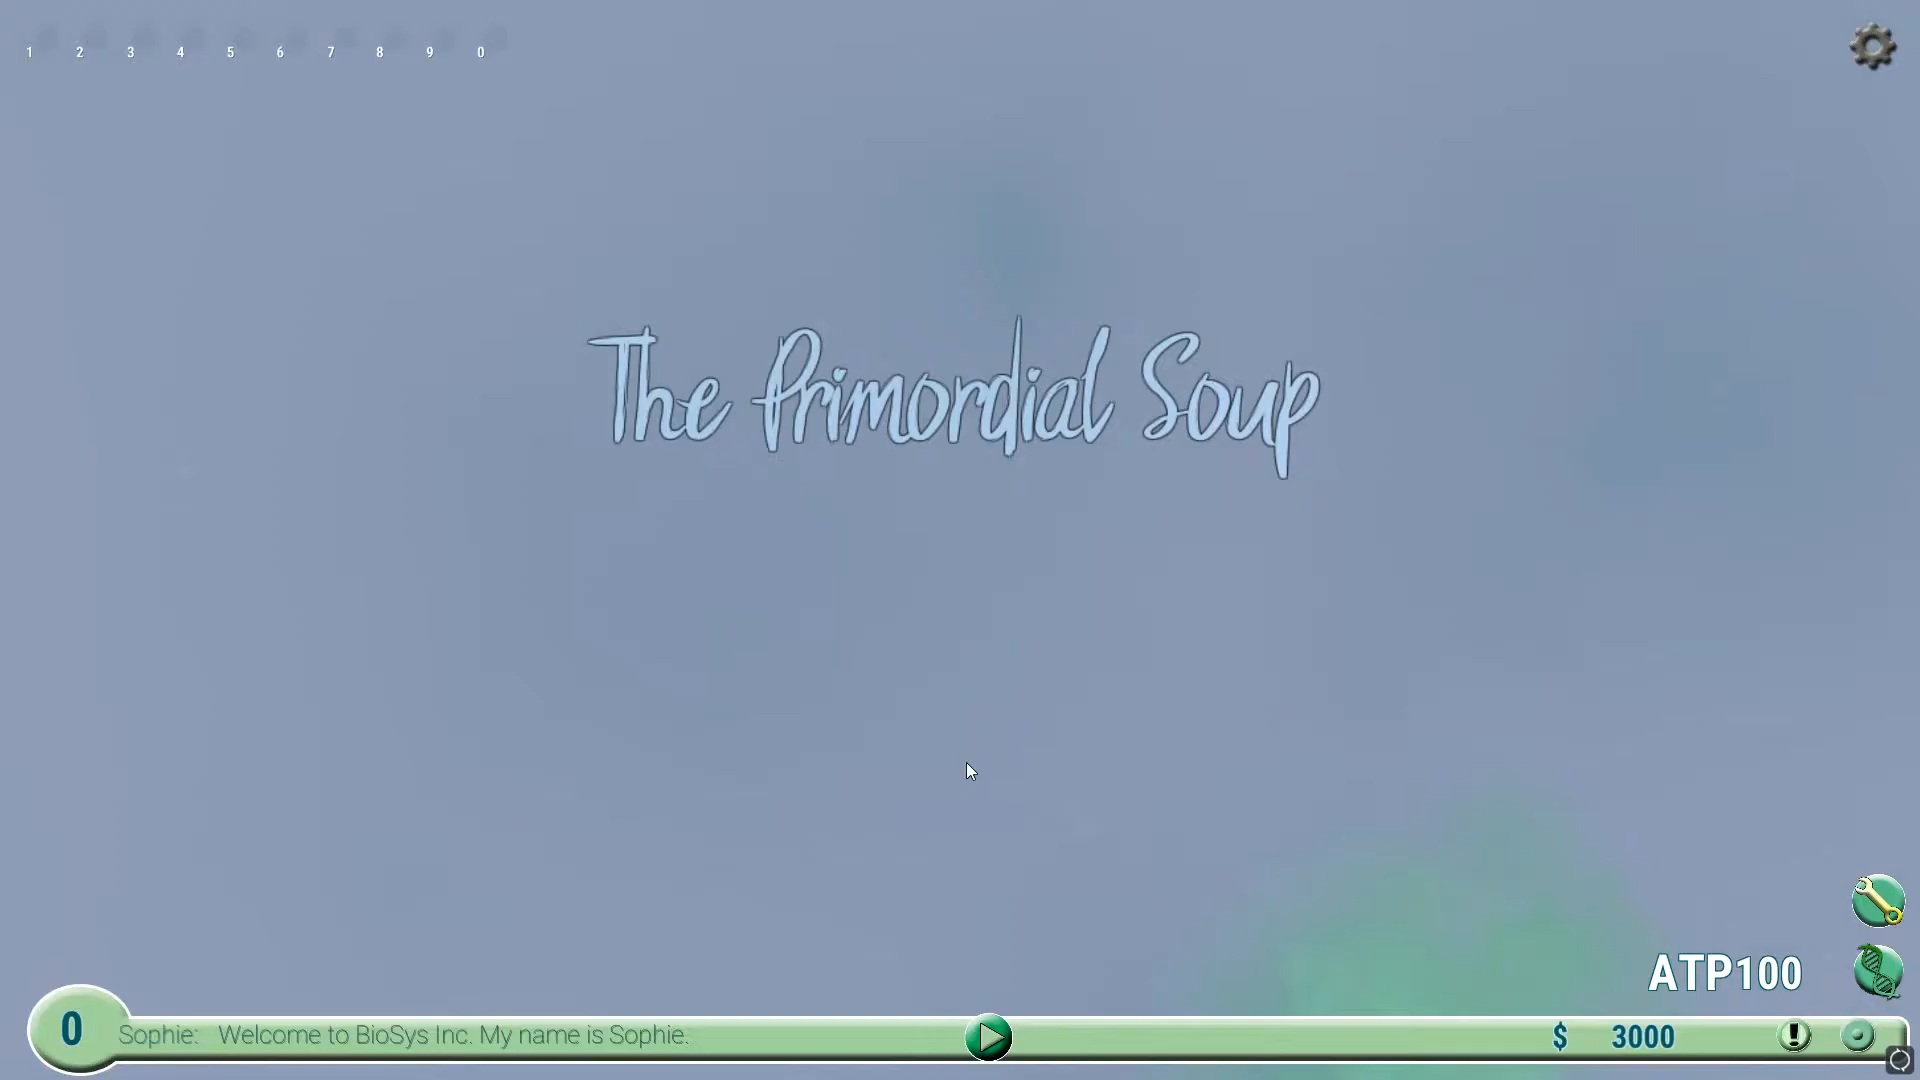 1 2 3 4 5 6 7 8 9 0
The Primordial Soup
ATP100
0 Sophie: Welcome to BioSys Inc. My name is Sophie. $ 3000